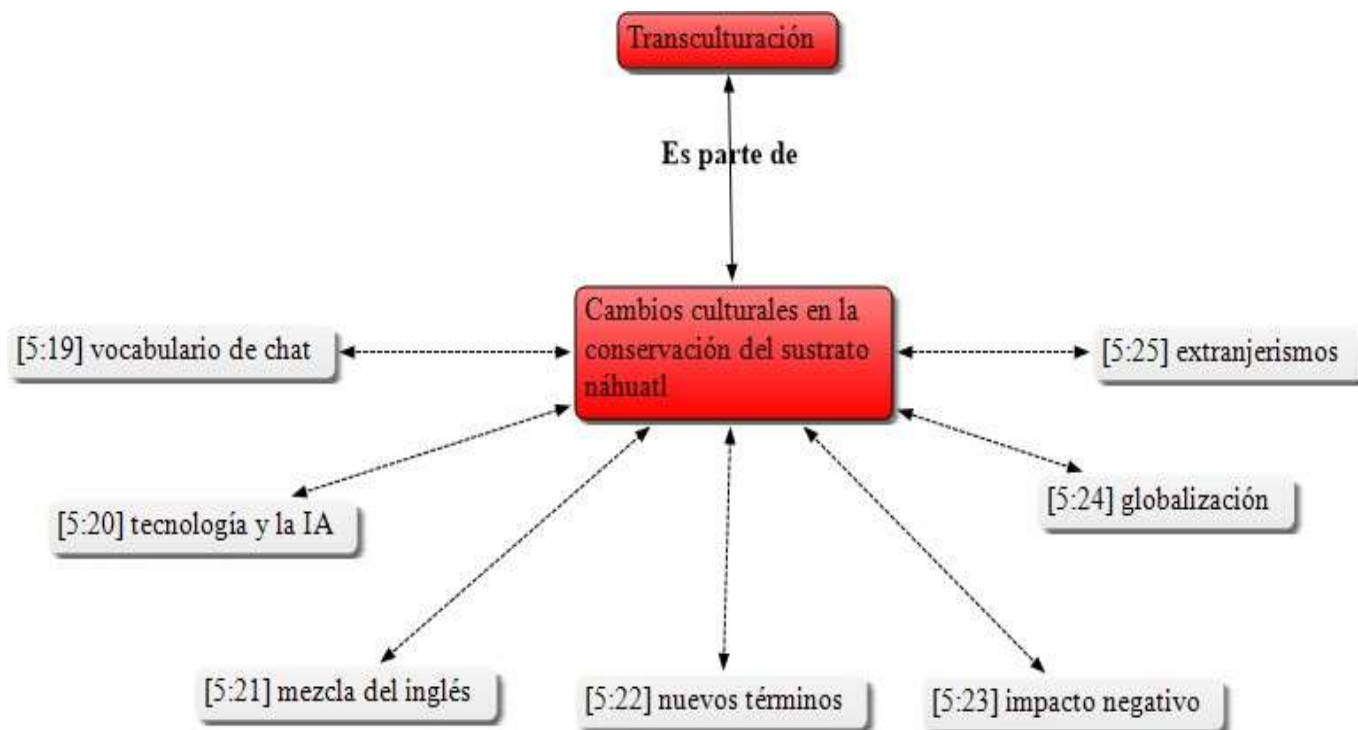 Transculturación
Es parte de
Cambios culturales en la
conservación del sustrato
náhuatl
[5:19] vocabulario de chat
[5:25] extranjerismos
[5:20] tecnología y la IA
[5:24] globalización
[5:21] mezcla del inglés
[5:22] nuevos términos
[5:23] impacto negativo